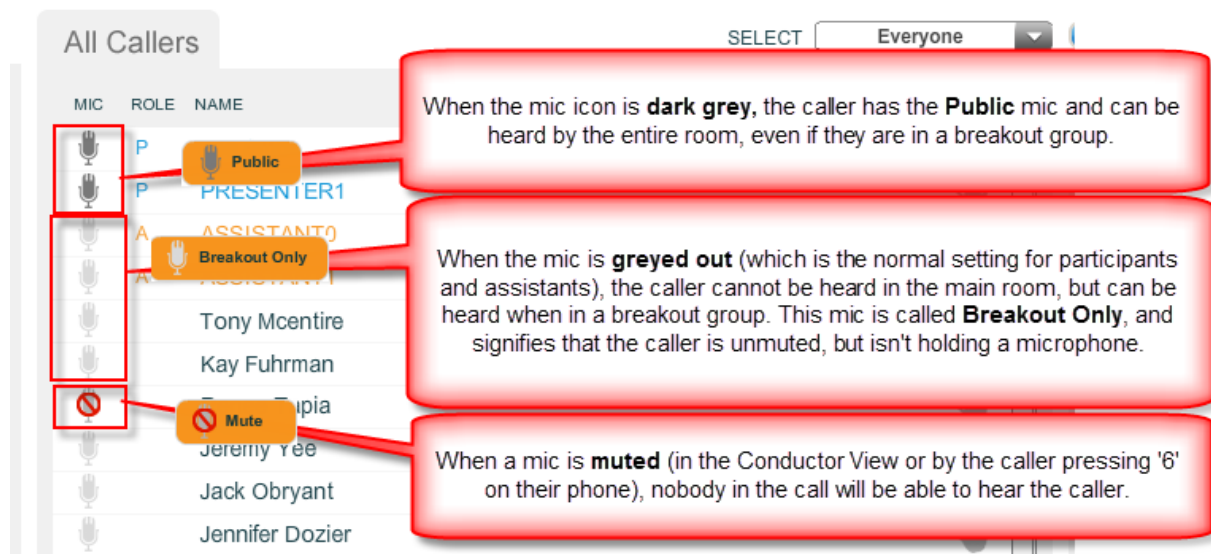 All Callers
SELECT Everyone
MIC ROLE NAME
When the mic icon is dark grey, the caller has the Public mic and can be
heard by the entire room, even if they are in a breakout group.
P
Public
P PRESENTER1
A ASSISTANT0
Breakout Only
When the mic is greyed out (which is the normal setting for participants
and assistants), the caller cannot be heard in the main room, but can be
heard when in a breakout group. This mic is called Breakout Only, and
signifies that the caller is unmuted, but isn't holding a microphone.
A
Tony Mcentire
Kay Fuhrman
Mute
Jeremy Yee
When a mic is muted (in the Conductor View or by the caller pressing '6'
on their phone), nobody in the call will be able to hear the caller.
Jack Obryant
Jennifer Dozier